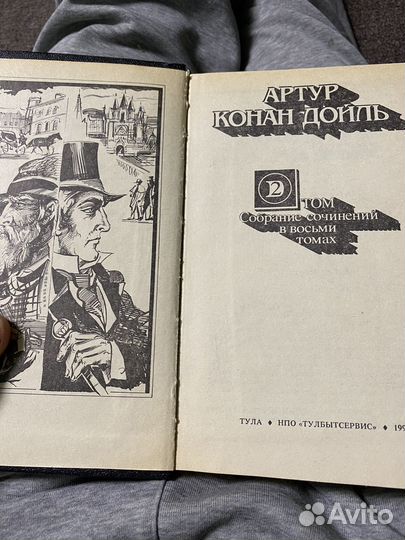 АРТУР
КОНАН ДОЙЛЬ
2
ТОМ
Собрание сочинений
в восьми
томах
ТУЛА ♦ НПО «ТУЛБЫТСЕРВИС» ♦ 199
Avito